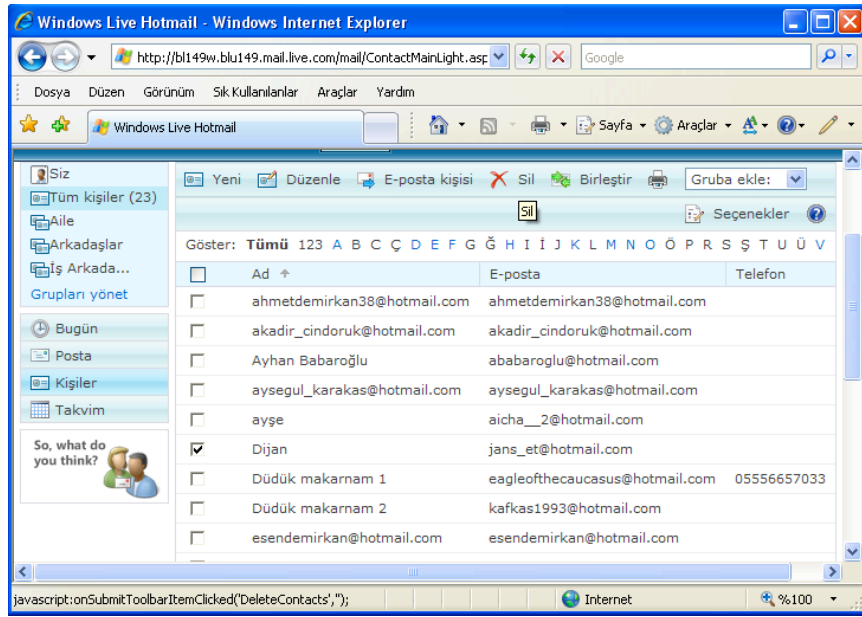 Windows Live Hotmail - Windows Internet Explorer
http://bl149w.blu149.mail.live.com/mail/ContactMainLight.asp Google
Dosya Düzen Görünüm Sık Kullanılanlar Araçlar Yardım
Windows Live Hotmail Sayfa Araçlar
Siz
Tüm kişiler (23)
Aile
Arkadaşlar
İş Arkada...
Grupları yönet
Bugün
Posta
Kişiler
Takvim
So, what do
you think?
Yeni Düzenle E-posta kişisi Sil Birleştir Gruba ekle:
Sil Seçenekler
Göster: Tümü 123 A B C Ç D E F G Ğ H I İ J K L M N O Ö P R S Ş T U Ü V
Ad E-posta Telefon
ahmetdemirkan38@hotmail.com ahmetdemirkan38@hotmail.com
akadir_cindoruk@hotmail.com akadir_cindoruk@hotmail.com
Ayhan Babaroğlu ababaroglu@hotmail.com
aysegul_karakas@hotmail.com aysegul_karakas@hotmail.com
ayşe aicha__2@hotmail.com
Dijan jans_et@hotmail.com
Düdük makarnam 1 eagleofthecaucasus@hotmail.com 05556657033
Düdük makarnam 2 kafkas1993@hotmail.com
esendemirkan@hotmail.com esendemirkan@hotmail.com
javascript:onSubmitToolbarItemClicked('DeleteContacts',''); Internet %100